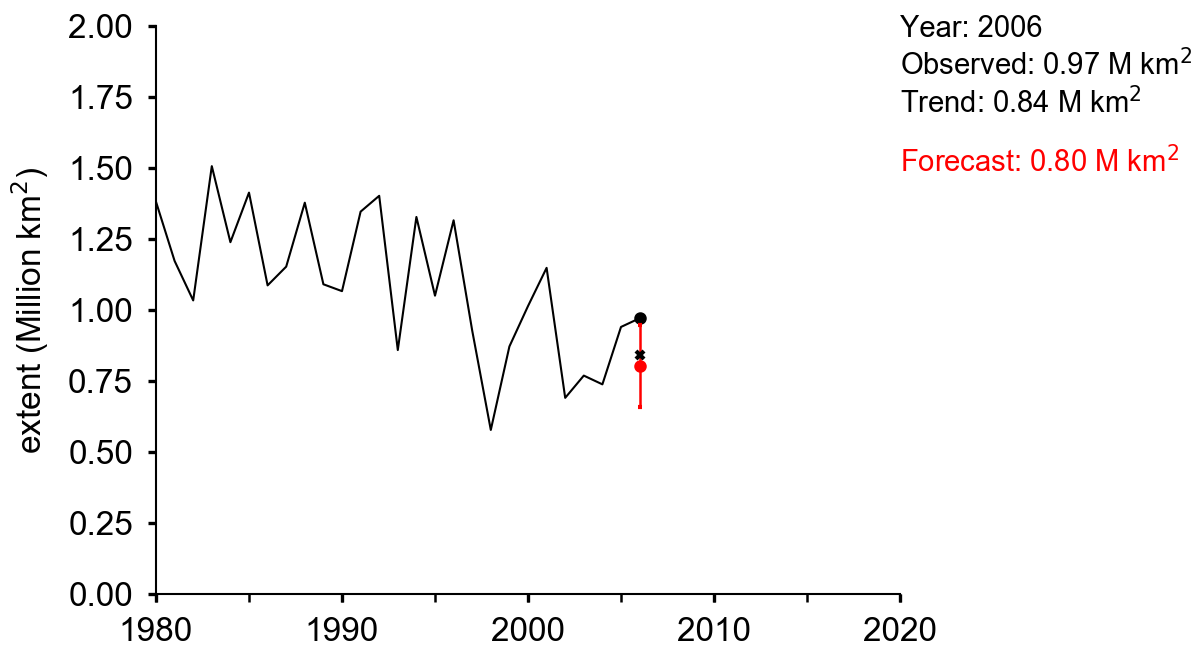 2.00
1.75
1.50
1.25
1.00
0.75
0.50
0.25
0.00
extent (Million km²)
1980 1990 2000 2010 2020
Year: 2006
Observed: 0.97 M km²
Trend: 0.84 M km²
Forecast: 0.80 M km²